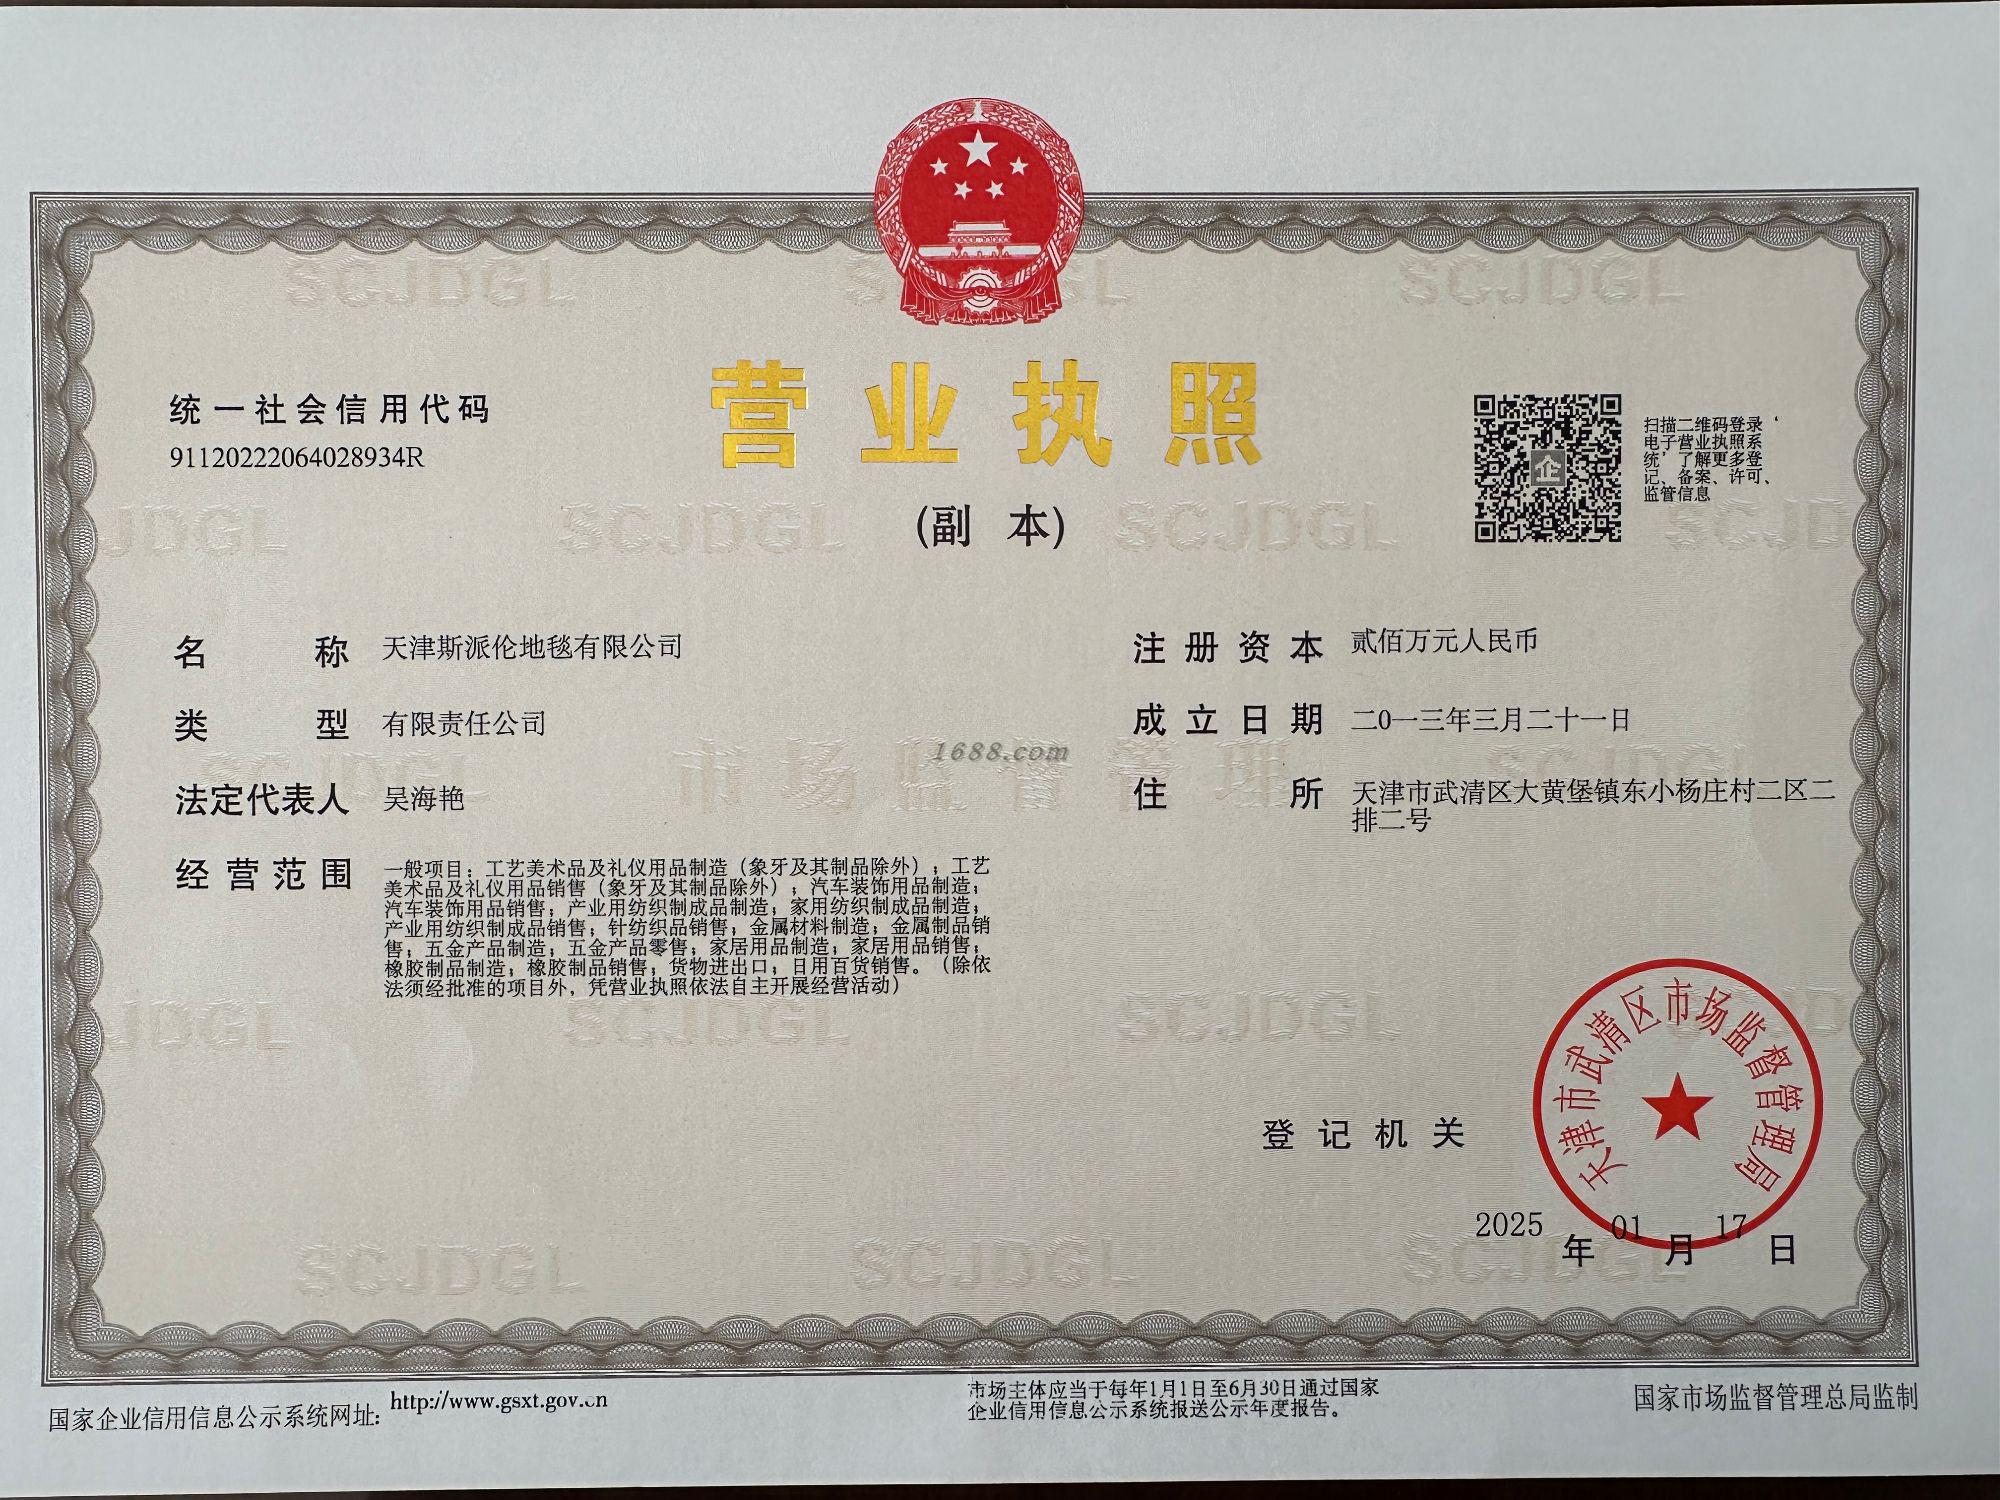 营业执照
(副 本)
统一社会信用代码
91120222064028934R
扫描二维码登录‘
电子营业执照系
统’了解更多登
记、备案、许可、
监管信息
名 称 天津斯派伦地毯有限公司
类 型 有限责任公司
法定代表人 吴海艳
经营范围 一般项目：工艺美术品及礼仪用品制造（象牙及其制品除外）；工艺
美术品及礼仪用品销售（象牙及其制品除外）；汽车装饰用品制造；
汽车装饰用品销售；产业用纺织制成品制造；家用纺织制成品制造；
产业用纺织制成品销售；针纺织品销售；金属材料制造；金属制品销
售；五金产品制造；五金产品零售；家居用品制造；家居用品销售；
橡胶制品制造；橡胶制品销售；货物进出口；日用百货销售。（除依
法须经批准的项目外，凭营业执照依法自主开展经营活动）
注册资本 贰佰万元人民币
成立日期 二0一三年三月二十一日
住 所 天津市武清区大黄堡镇东小杨庄村二区二
排二号
1688.com
登记机关
天津市武清区市场监督管理局
2025 年 01 月 17 日
国家企业信用信息公示系统网址: http://www.gsxt.gov.cn
市场主体应当于每年1月1日至6月30日通过国家
企业信用信息公示系统报送公示年度报告。
国家市场监督管理总局监制
SCJDGL
市场监督管理
企